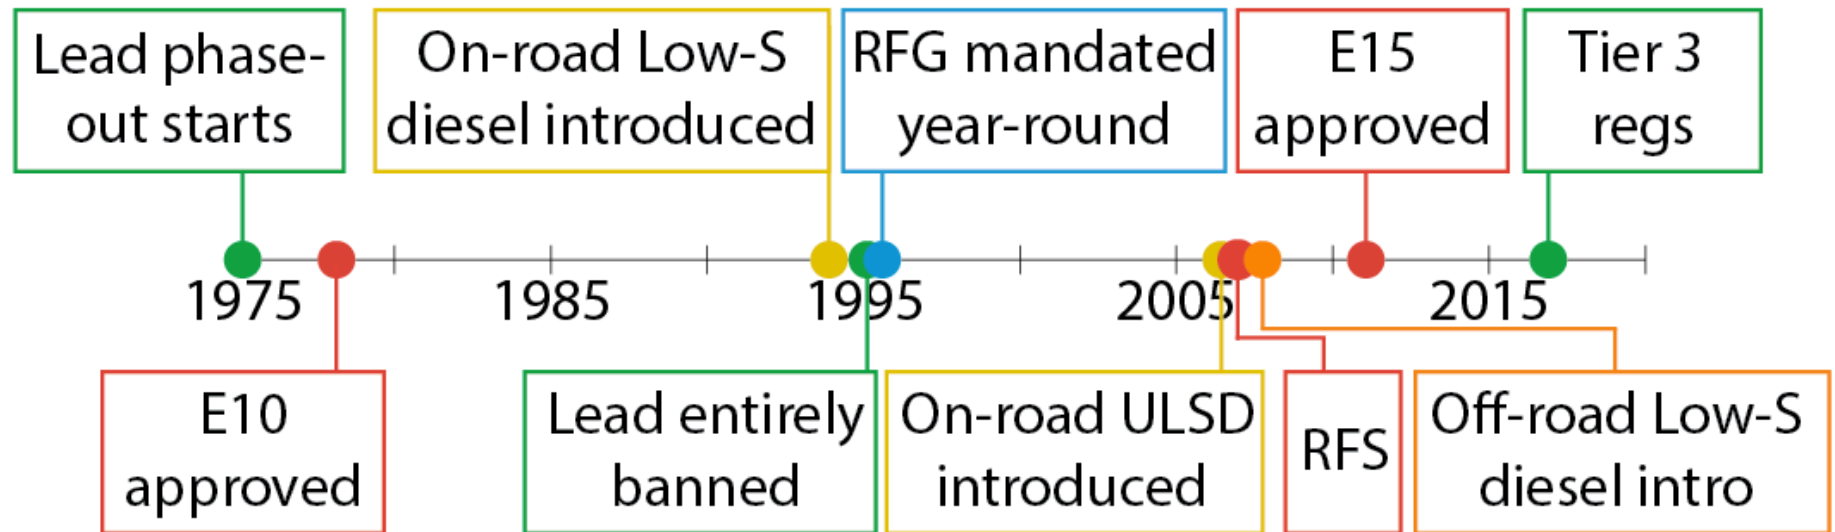 Lead phase-
out starts
On-road Low-S
diesel introduced
RFG mandated
year-round
E15
approved
Tier 3
regs
1975
1985
1995
2005
2015
E10
approved
Lead entirely
banned
On-road ULSD
introduced
RFS
Off-road Low-S
diesel intro